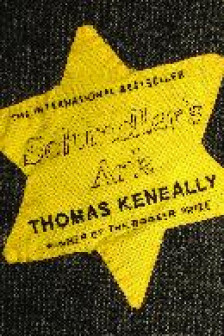 THE INTERNATIONAL BESTSELLER
Schindler's
Ark
THOMAS KENEALLY
WINNER OF THE BOOKER PRIZE